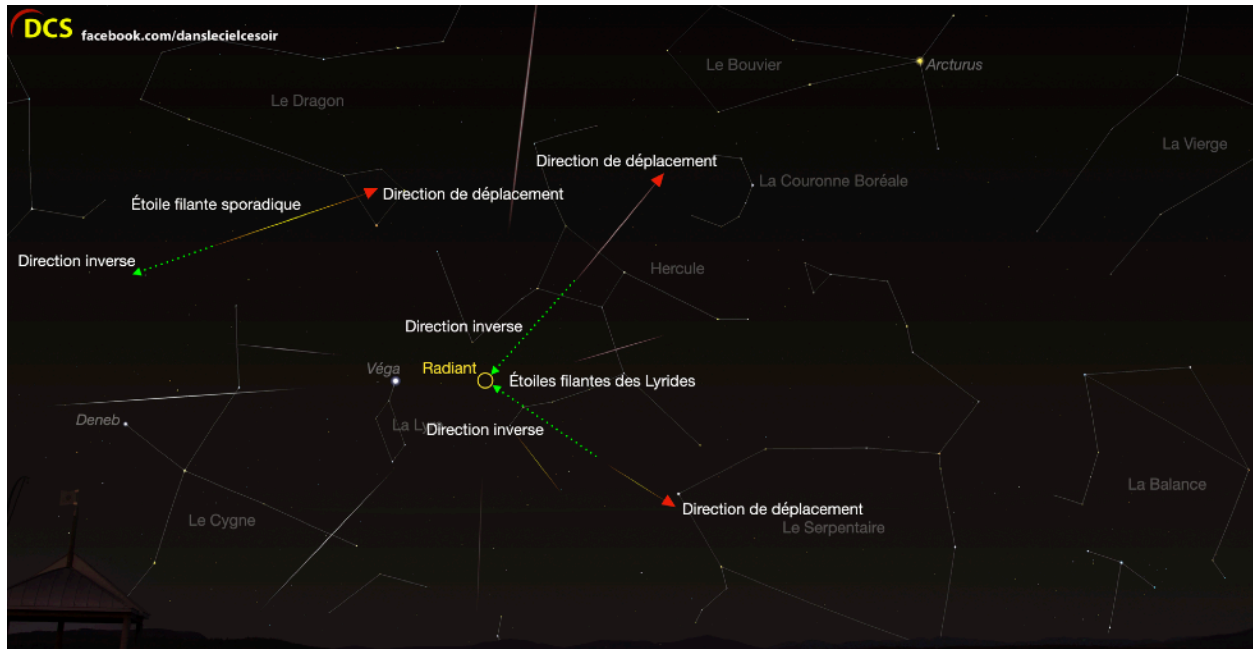 DCS facebook.com/danslecielcesoir
Le Bouvier
Arcturus
Le Dragon
La Vierge
Direction de déplacement
La Couronne Boréale
Direction de déplacement
Étoile filante sporadique
Direction inverse
Hercule
Direction inverse
Véga
Radiant
Étoiles filantes des Lyrides
Deneb
La Lyre
Direction inverse
La Balance
Direction de déplacement
Le Cygne
Le Serpentaire